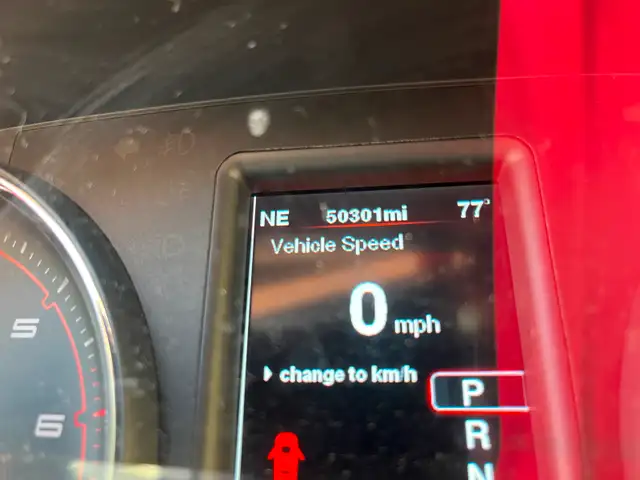 NE 50301mi 77°
Vehicle Speed
0 mph
change to km/h
P
R
N
5
6